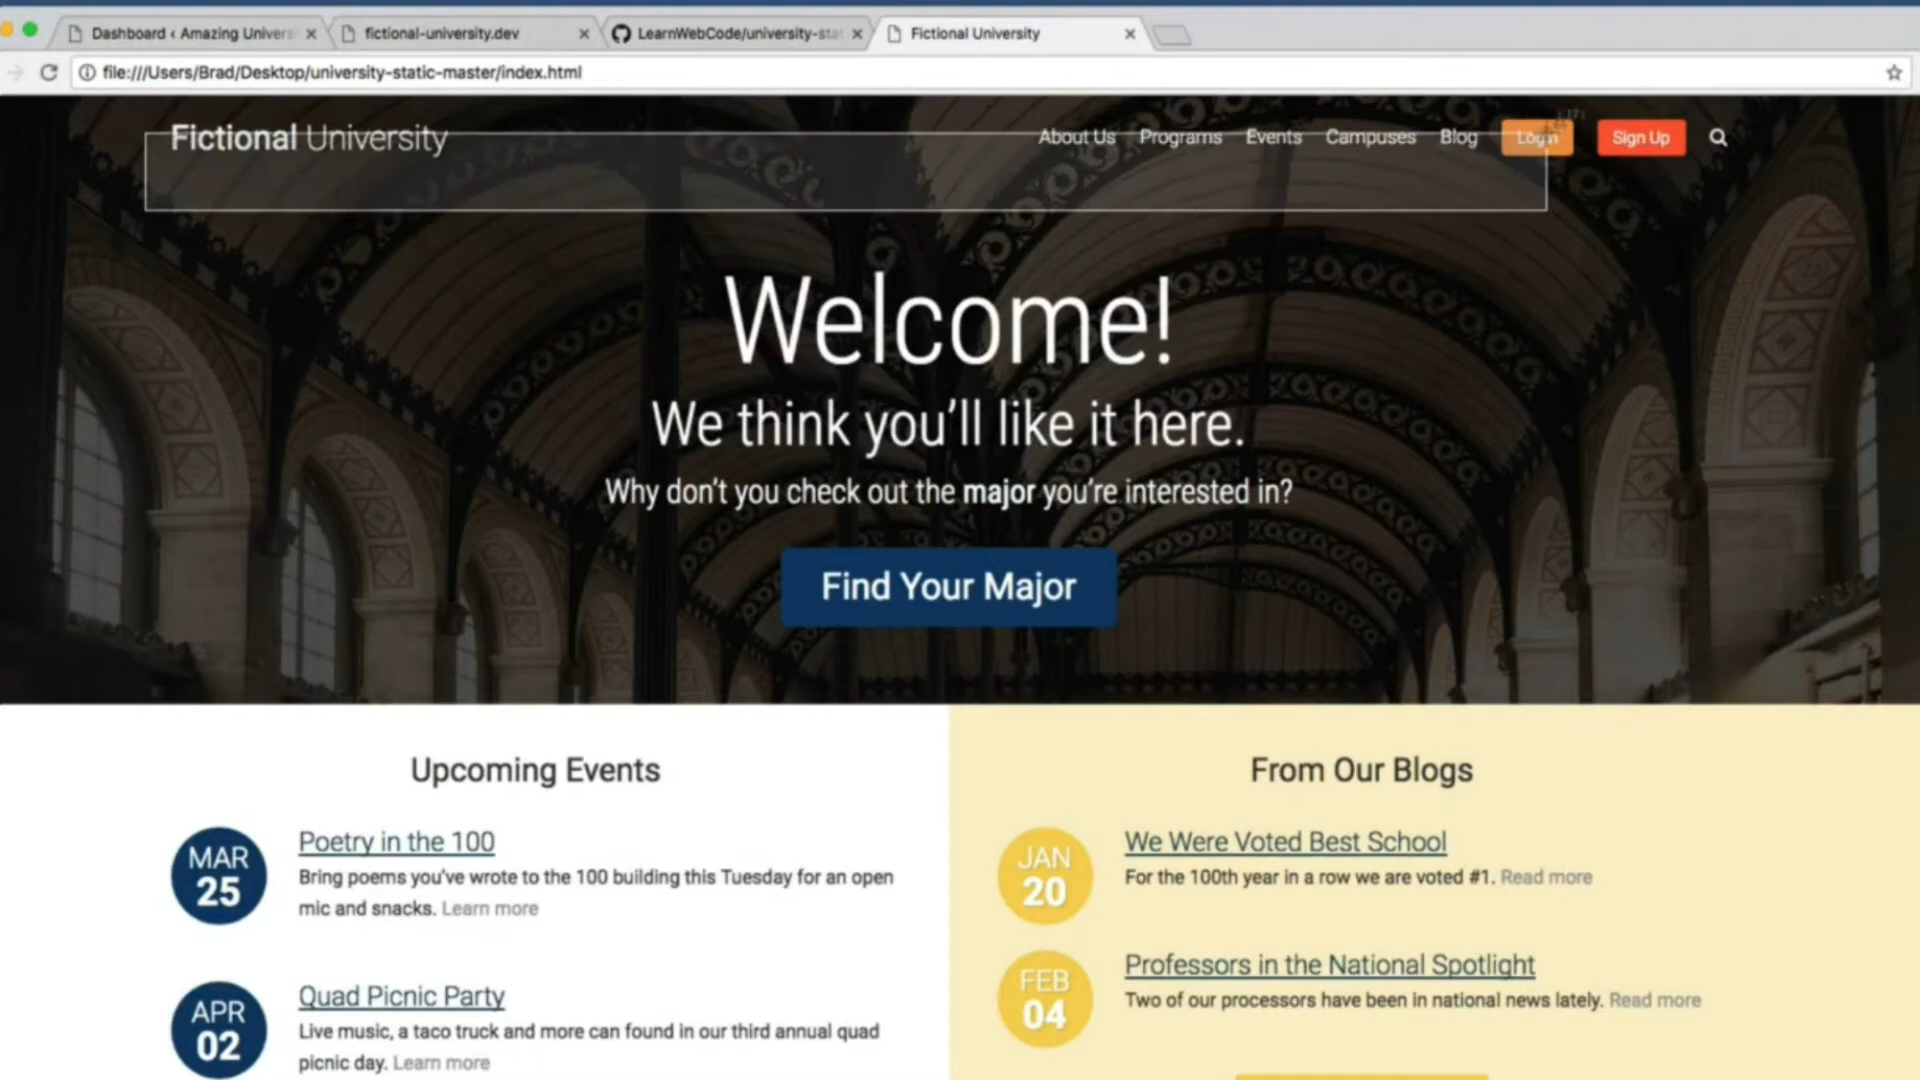 Dashboard ‹ Amazing Univers
fictional-university.dev
LearnWebCode/university-stat
Fictional University
file:///Users/Brad/Desktop/university-static-master/index.html
Fictional University
About Us
Programs
Events
Campuses
Blog
Login
Sign Up
Welcome!
We think you'll like it here.
Why don't you check out the major you're interested in?
Find Your Major
Upcoming Events
MAR
25
Poetry in the 100
Bring poems you've wrote to the 100 building this Tuesday for an open
mic and snacks. Learn more
APR
02
Quad Picnic Party
Live music, a taco truck and more can found in our third annual quad
picnic day. Learn more
From Our Blogs
JAN
20
We Were Voted Best School
For the 100th year in a row we are voted #1. Read more
FEB
04
Professors in the National Spotlight
Two of our processors have been in national news lately. Read more